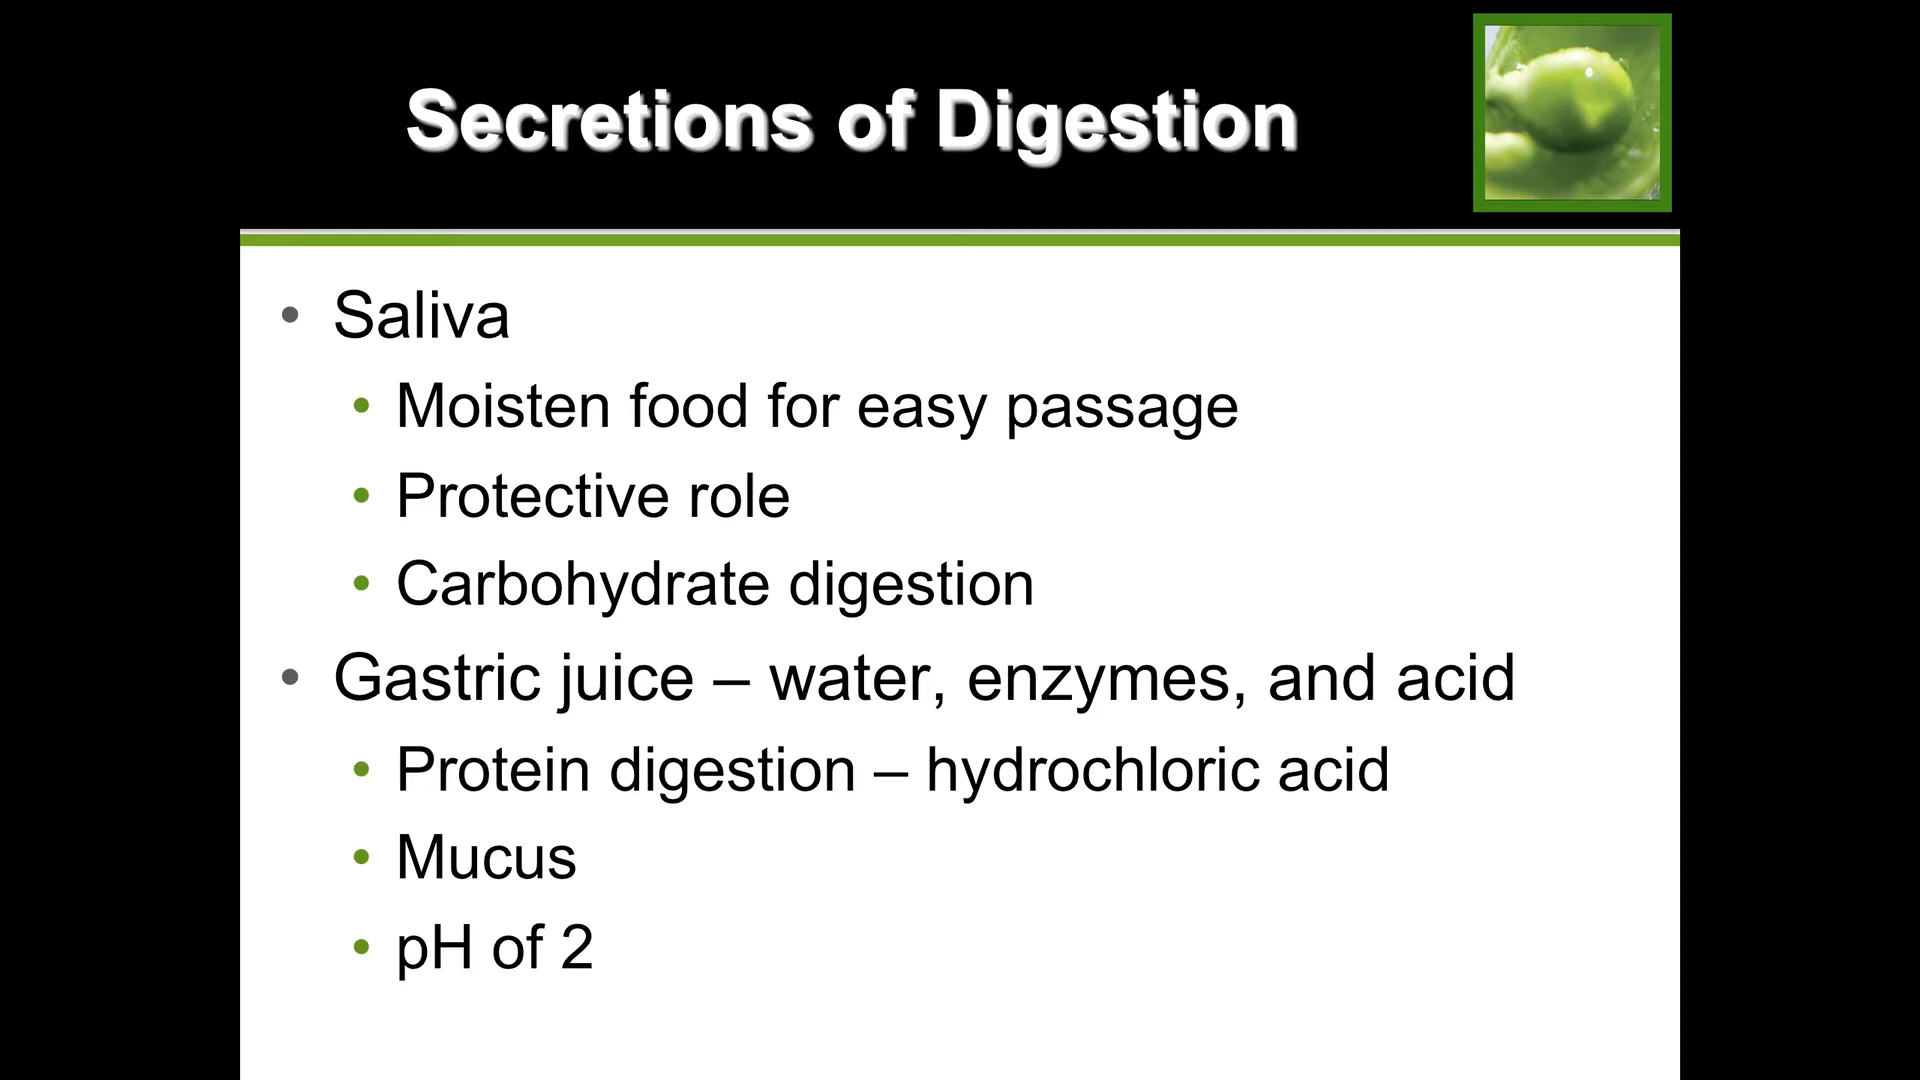 Secretions of Digestion
• Saliva
• Moisten food for easy passage
• Protective role
• Carbohydrate digestion
• Gastric juice – water, enzymes, and acid
• Protein digestion – hydrochloric acid
• Mucus
• pH of 2